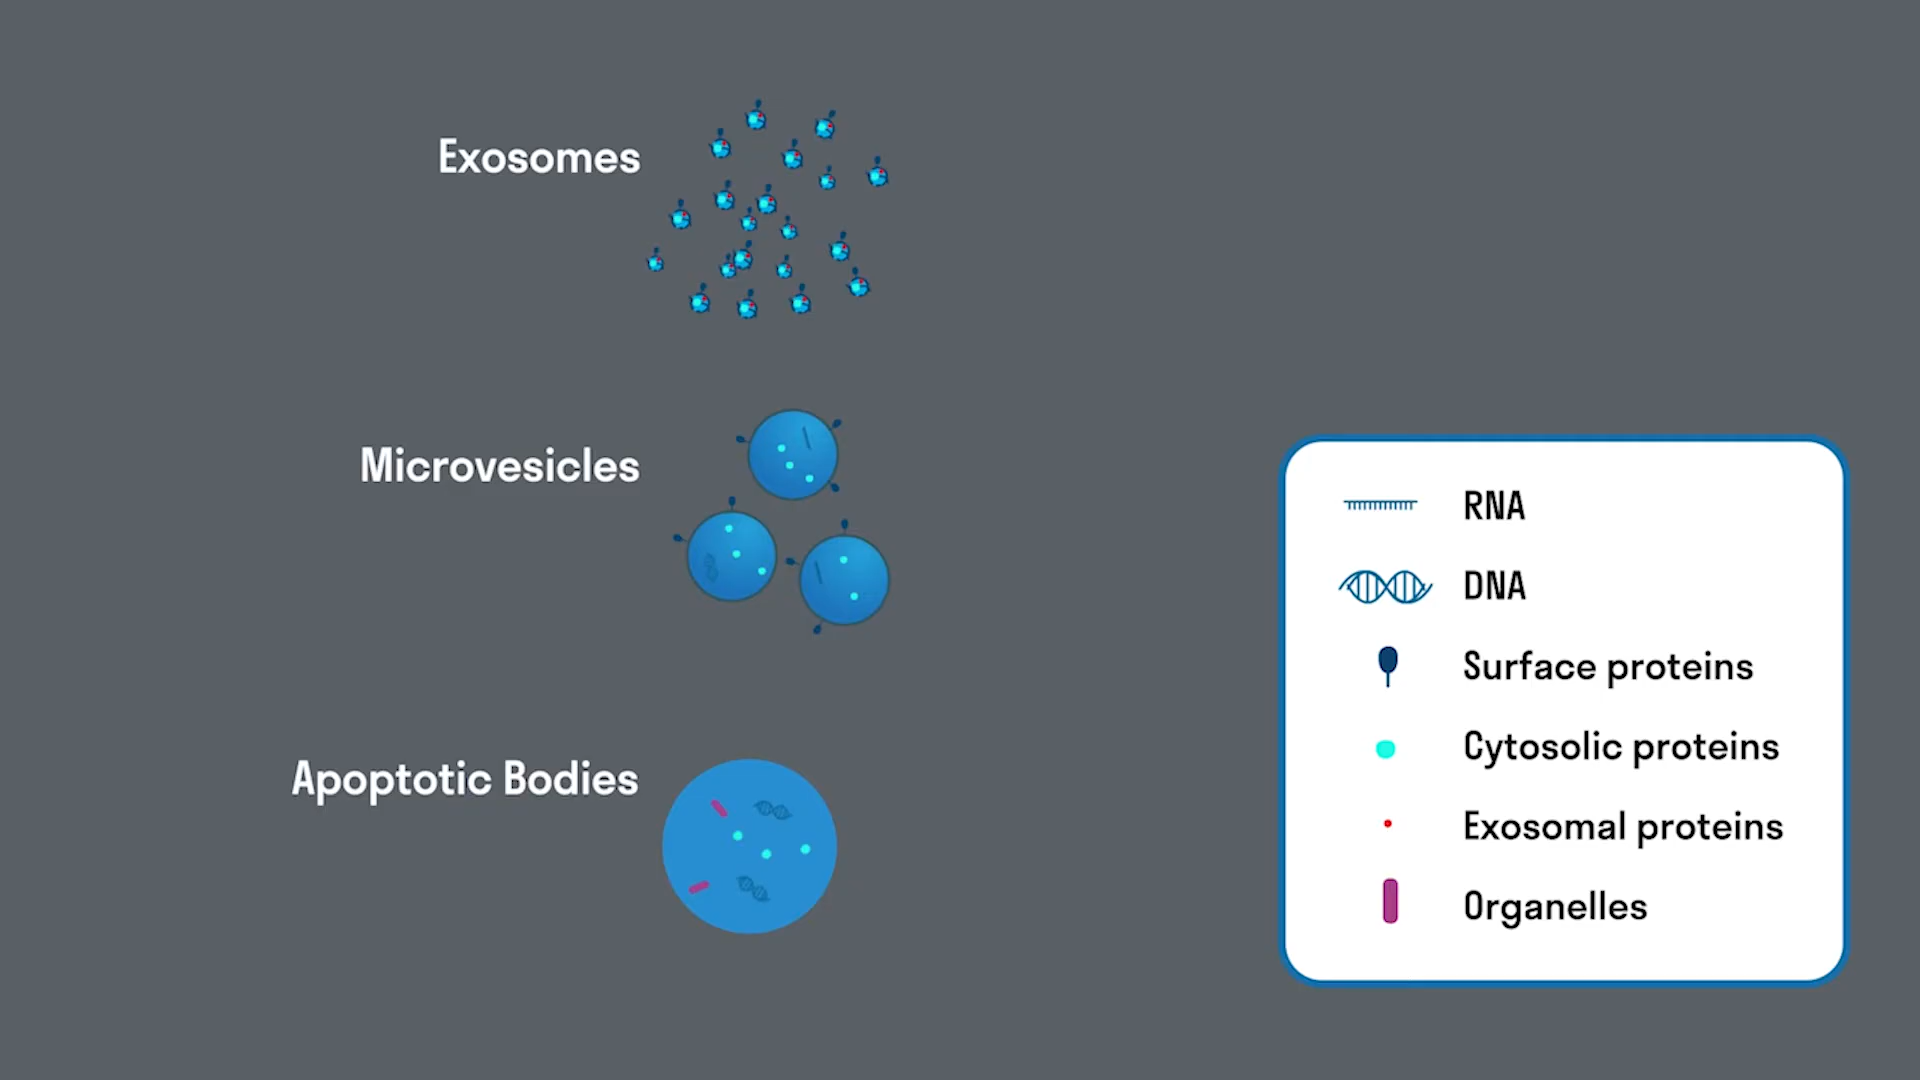 Exosomes
Microvesicles
Apoptotic Bodies
RNA
DNA
Surface proteins
Cytosolic proteins
Exosomal proteins
Organelles